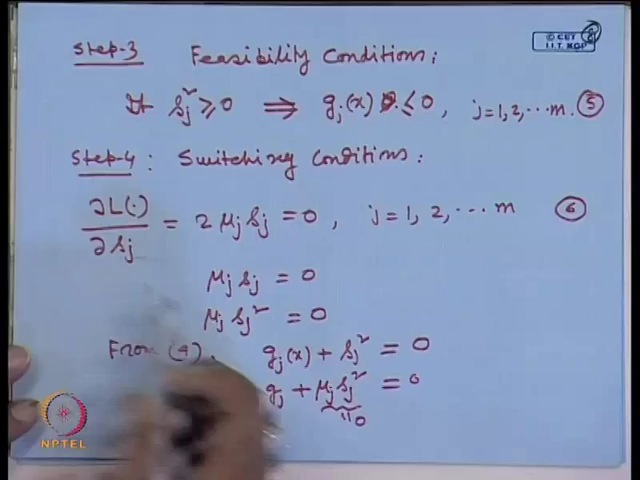 © CET
I.I.T. KGP
Step-3 Feasibility Conditions:
If sj² ≥ 0 ⟹ gj(x) ≤ 0, j=1,2,···m. (5)
Step-4: Switching Conditions:
∂L(·)/∂sj = 2 μj sj = 0, j=1, 2, ··· m (6)
μj sj = 0
μj sj² = 0
From (4), gj(x) + sj² = 0
gj + μj sj² = 0
0
NPTEL